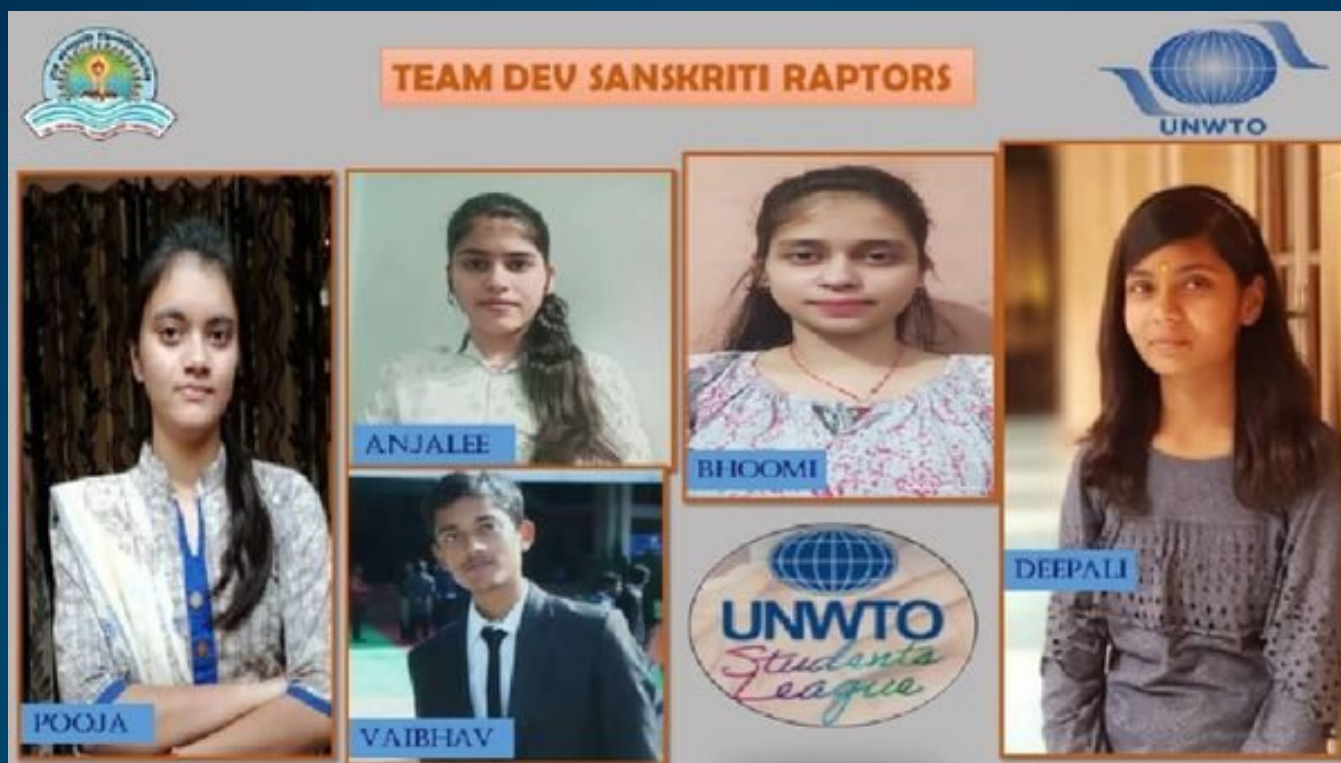 TEAM DEV SANSKRITI RAPTORS
UNWTO
ANJALEE
BHOOMI
DEEPALI
POOJA
VAIBHAV
UNWTO
Students
League